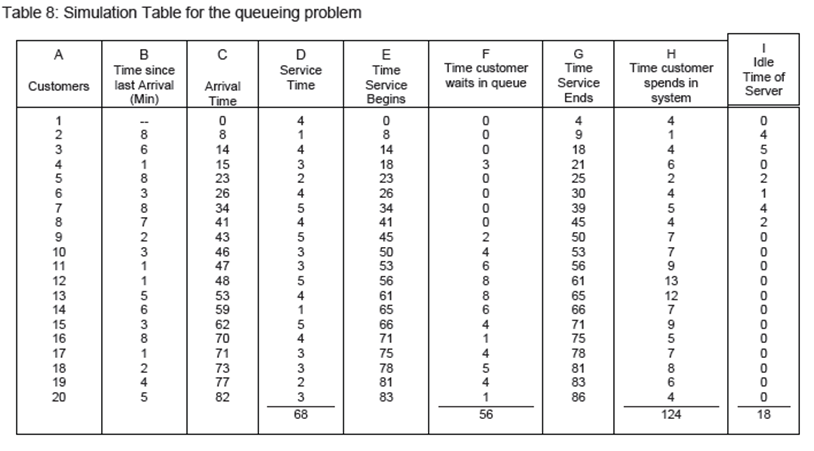 Table 8: Simulation Table for the queueing problem
A B C D E F G H I
Customers Time since last Arrival (Min) Arrival Time Service Time Time Service Begins Time customer waits in queue Time Service Ends Time customer spends in system Idle Time of Server
1 -- 0 4 0 0 4 4 0
2 8 8 1 8 0 9 1 4
3 6 14 4 14 0 18 4 5
4 1 15 3 18 3 21 6 0
5 8 23 2 23 0 25 2 2
6 3 26 4 26 0 30 4 1
7 8 34 5 34 0 39 5 4
8 7 41 4 41 0 45 4 2
9 2 43 5 45 2 50 7 0
10 3 46 3 50 4 53 7 0
11 1 47 3 53 6 56 9 0
12 1 48 5 56 8 61 13 0
13 5 53 4 61 8 65 12 0
14 6 59 1 65 6 66 7 0
15 3 62 5 66 4 71 9 0
16 8 70 4 71 1 75 5 0
17 1 71 3 75 4 78 7 0
18 2 73 3 78 5 81 8 0
19 4 77 2 81 4 83 6 0
20 5 82 3 83 1 86 4 0
68 56 124 18